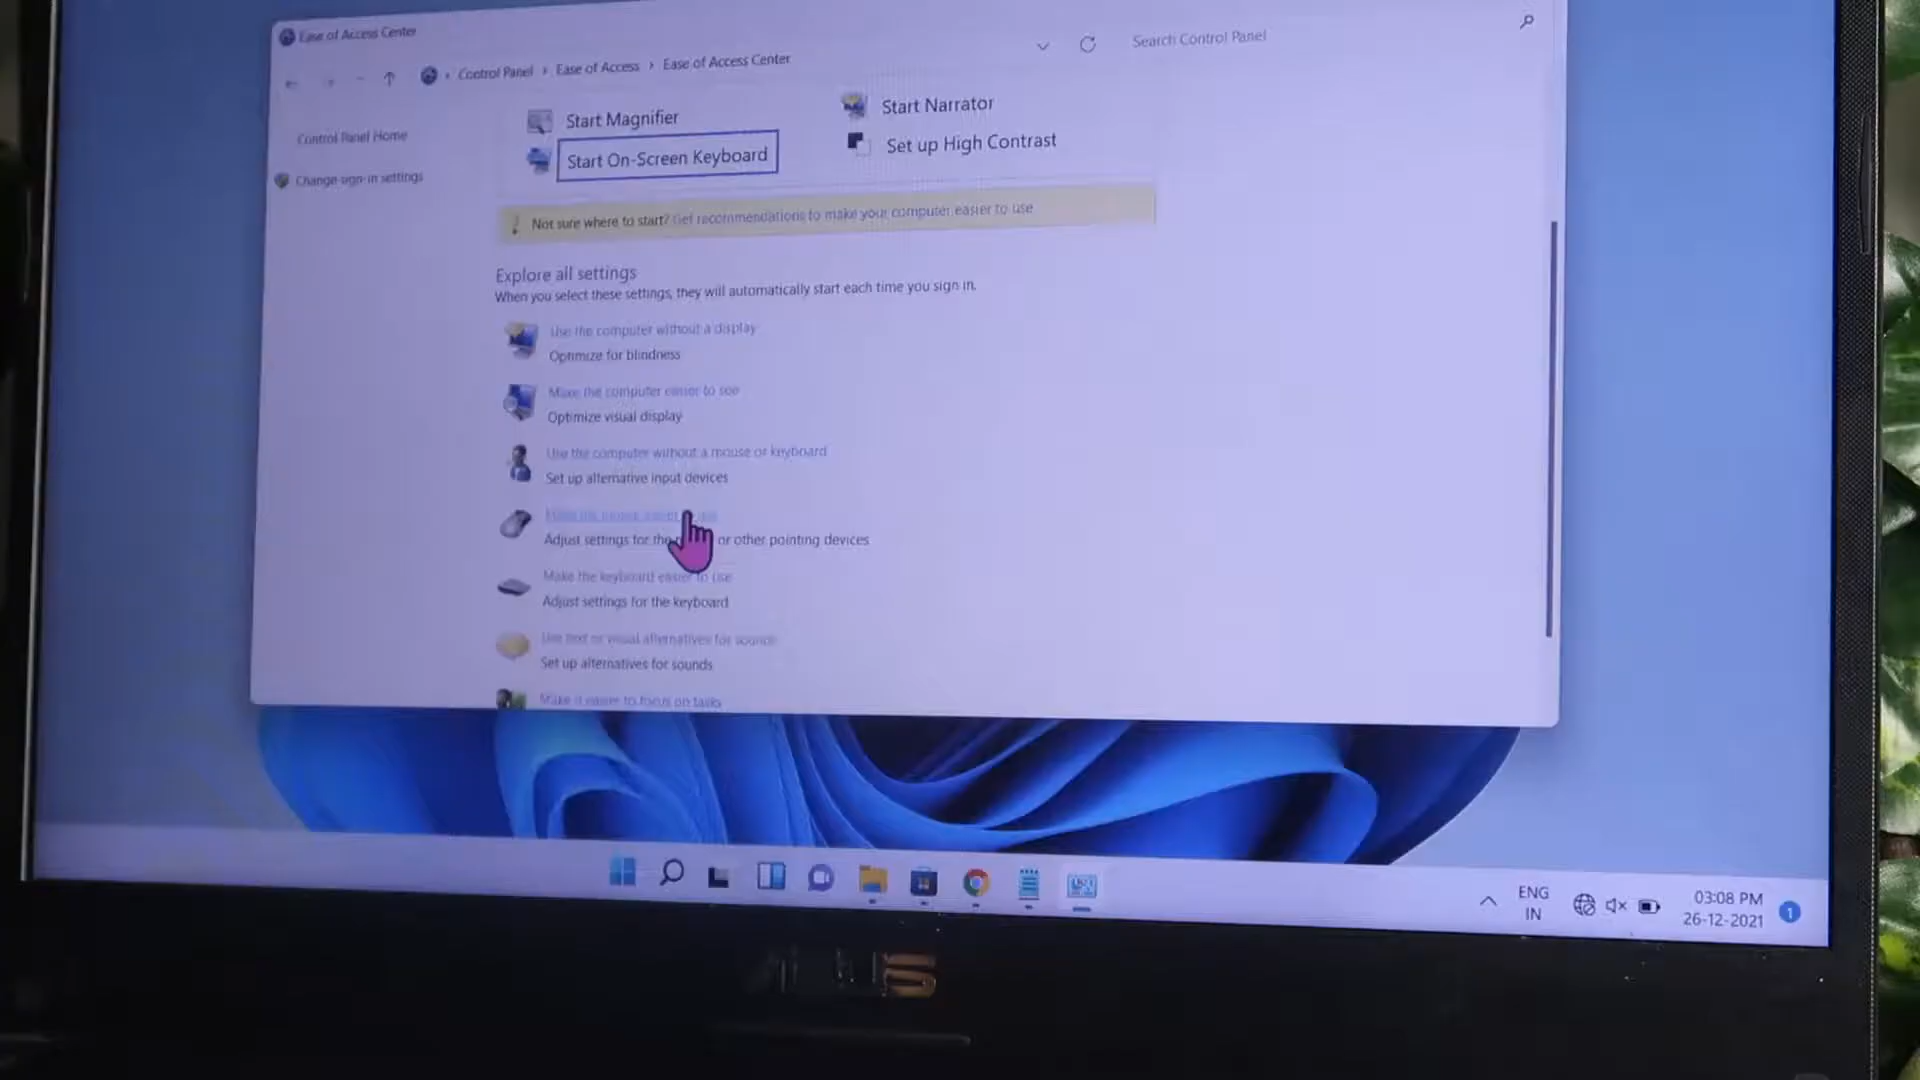 Ease of Access Center
Control Panel › Ease of Access › Ease of Access Center
Search Control Panel
Control Panel Home
Change sign-in settings
Start Magnifier
Start Narrator
Start On-Screen Keyboard
Set up High Contrast
Not sure where to start? Get recommendations to make your computer easier to use
Explore all settings
When you select these settings, they will automatically start each time you sign in.
Use the computer without a display
Optimize for blindness
Make the computer easier to see
Optimize visual display
Use the computer without a mouse or keyboard
Set up alternative input devices
Make the mouse easier
Adjust settings for the or other pointing devices
Make the keyboard easier to use
Adjust settings for the keyboard
Use text or visual alternatives for sounds
Set up alternatives for sounds
Make it easier to focus on tasks
ENG
IN
03:08 PM
26-12-2021
1